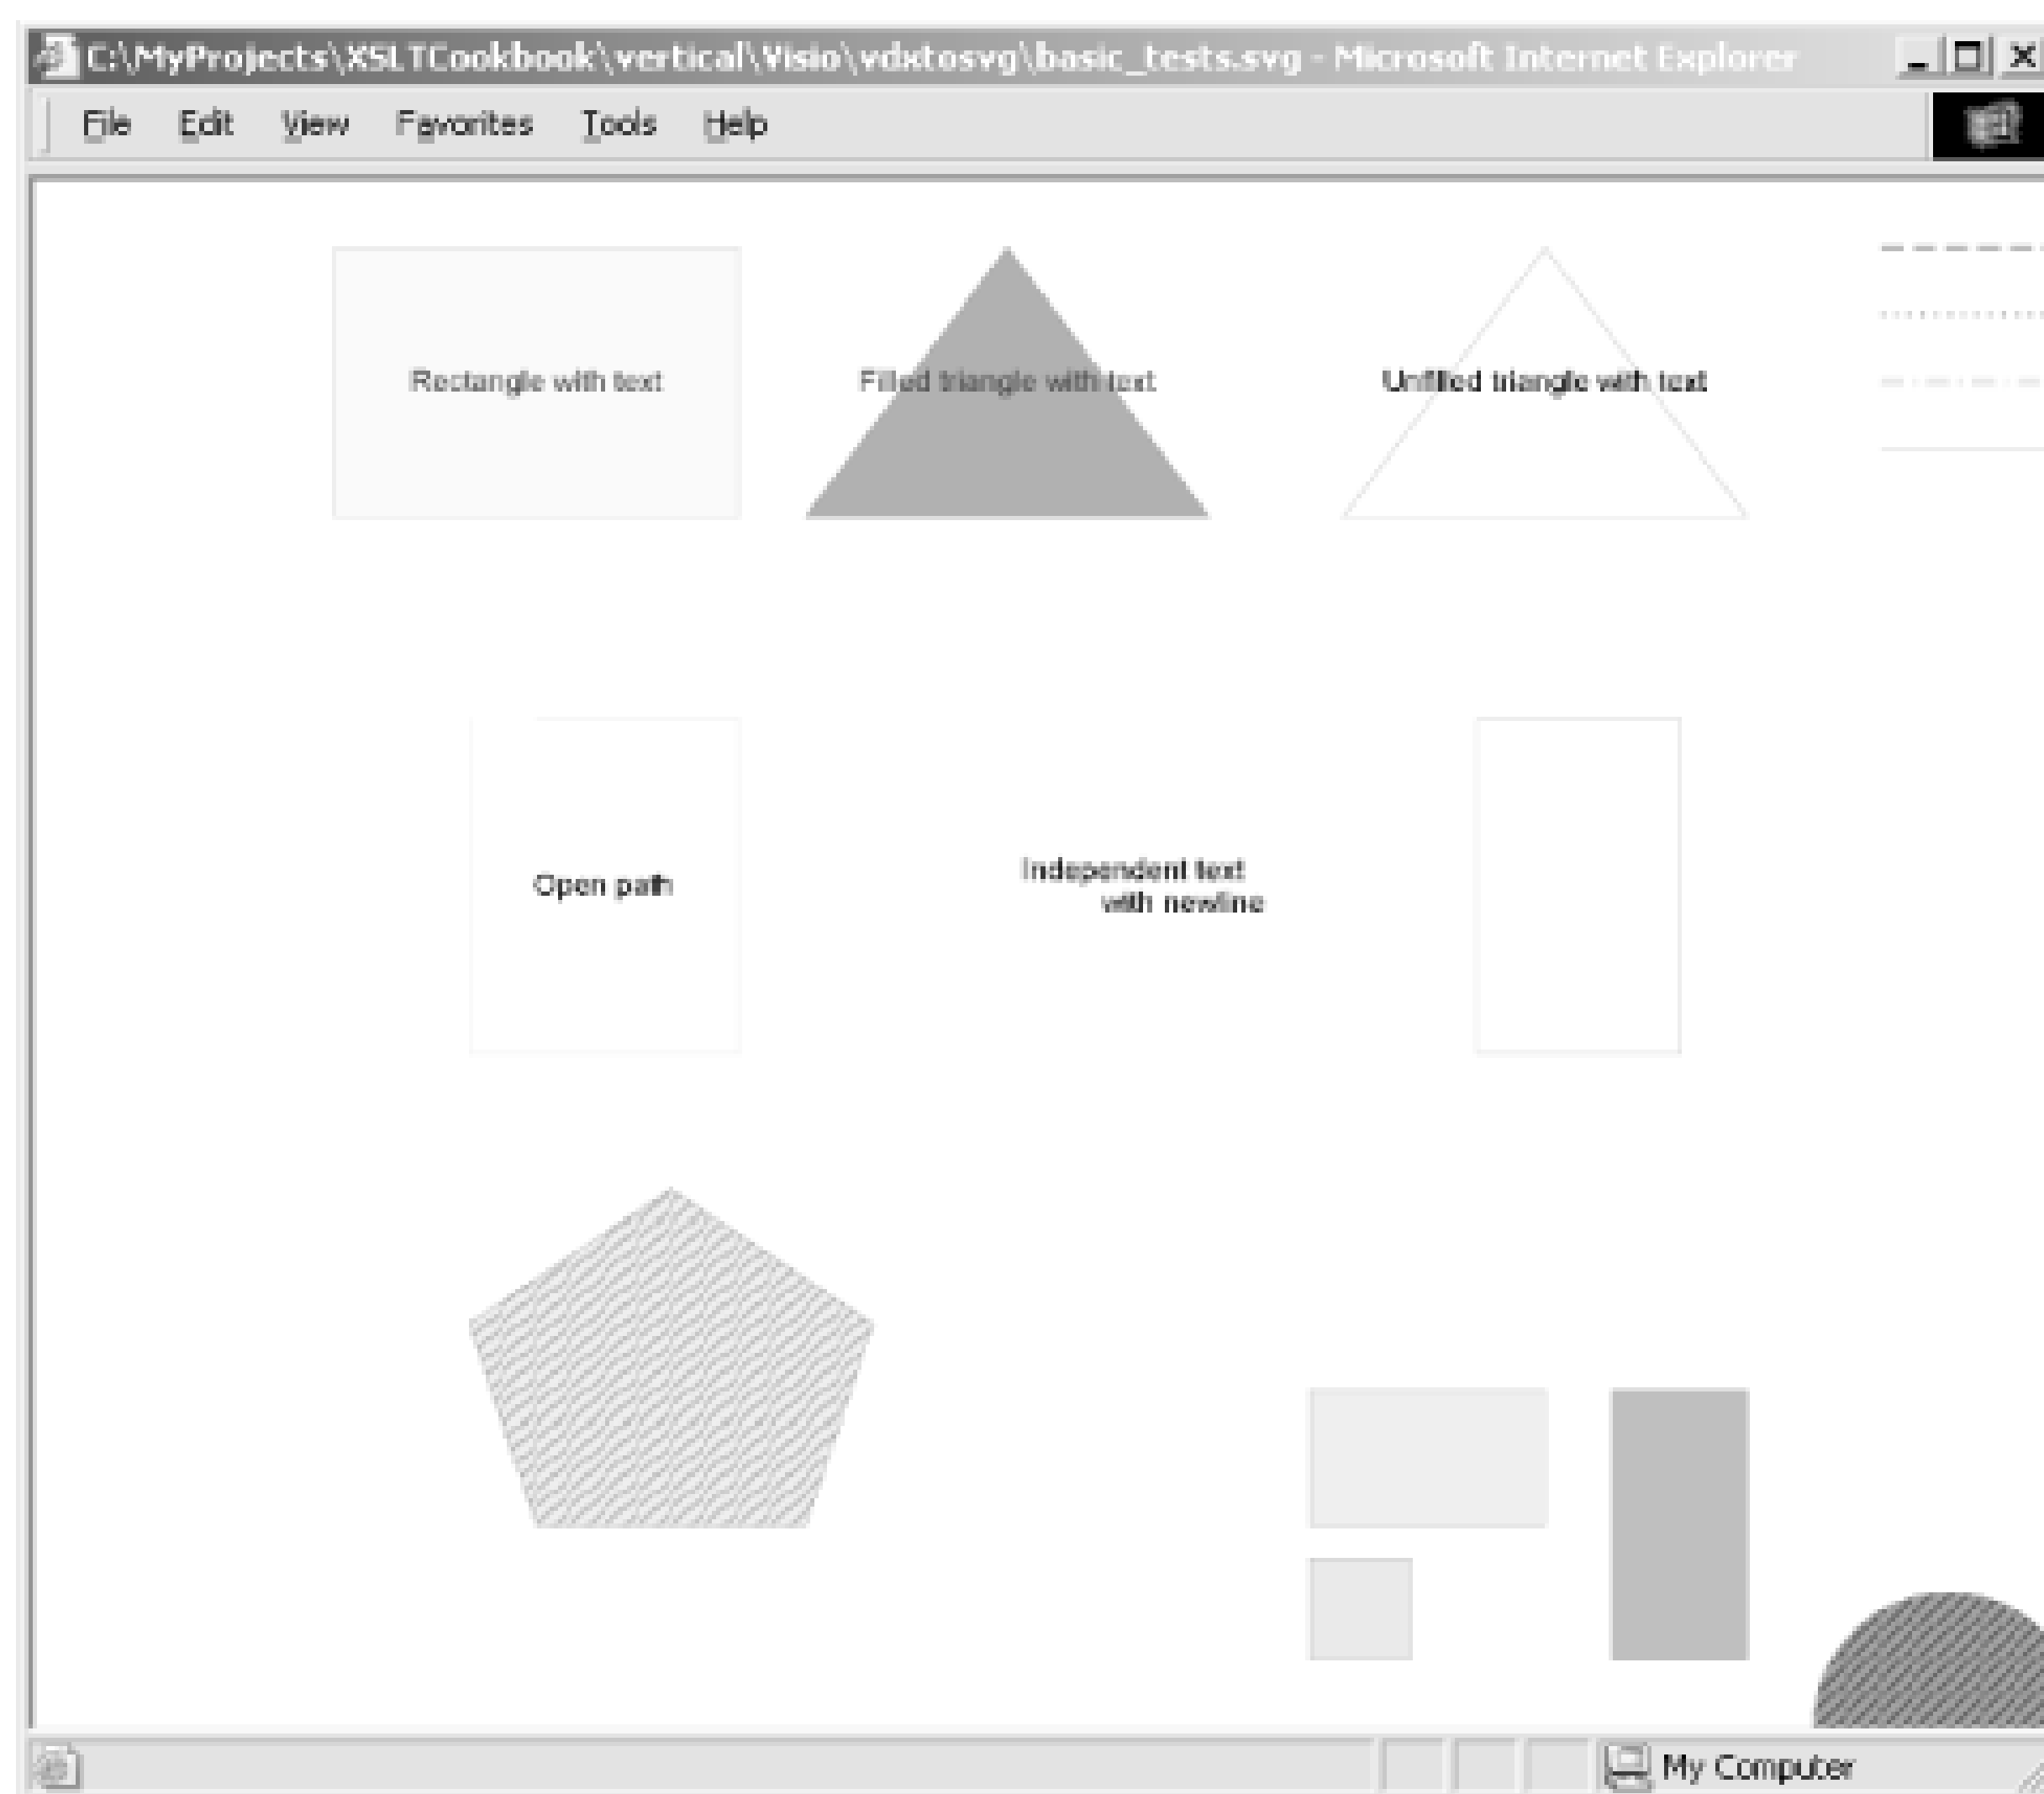 C:\MyProjects\XSLTCookbook\vertical\Visio\vdxtosvg\basic_tests.svg - Microsoft Internet Explorer
File Edit View Favorites Tools Help
Rectangle with text
Filled triangle with text
Unfilled triangle with text
Open path
Independent text
with newline
My Computer